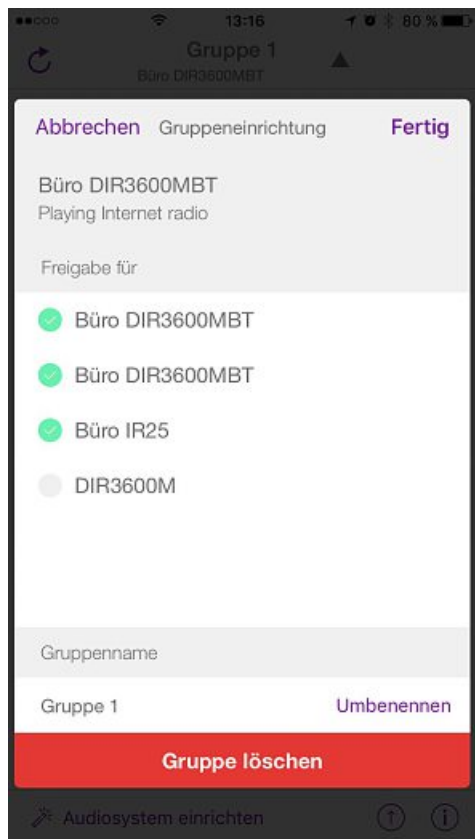 13:16
80 %
Gruppe 1
Büro DIR3600MBT
Abbrechen Gruppeneinrichtung Fertig
Büro DIR3600MBT
Playing Internet radio
Freigabe für
Büro DIR3600MBT
Büro DIR3600MBT
Büro IR25
DIR3600M
Gruppenname
Gruppe 1 Umbenennen
Gruppe löschen
Audiosystem einrichten